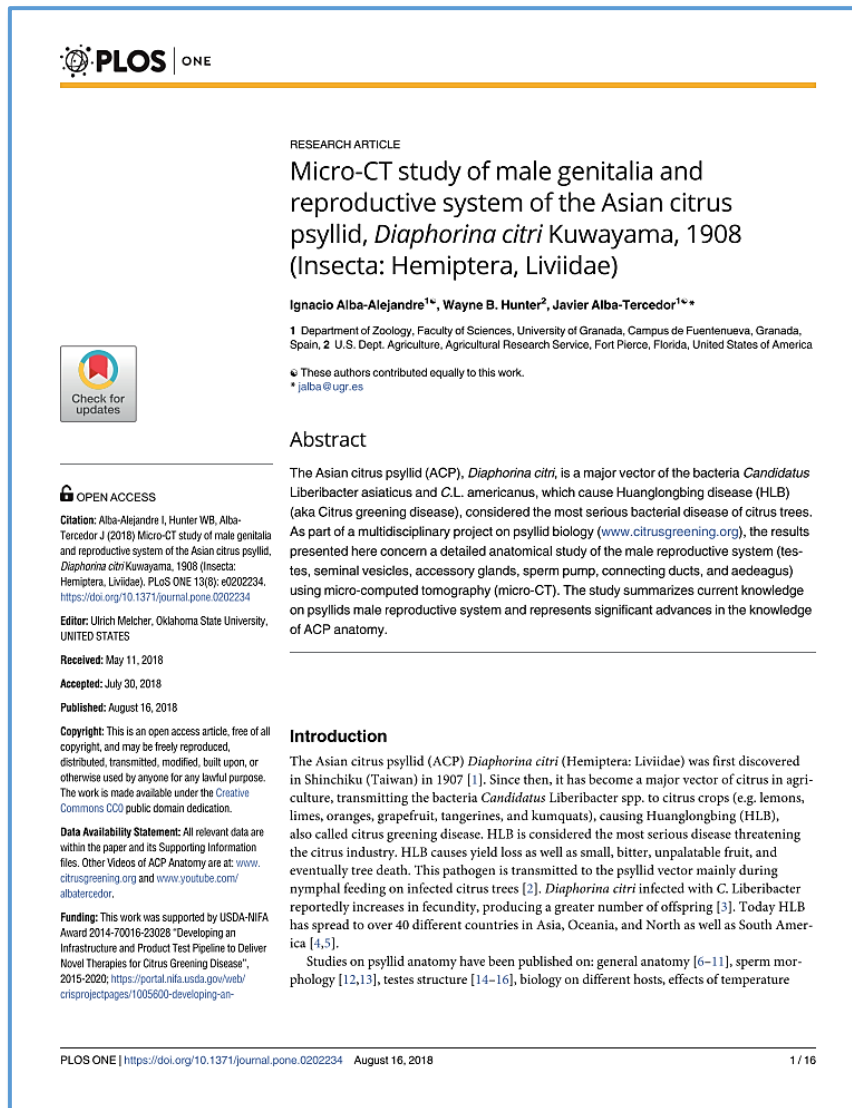 PLOS ONE
RESEARCH ARTICLE
Micro-CT study of male genitalia and
reproductive system of the Asian citrus
psyllid, Diaphorina citri Kuwayama, 1908
(Insecta: Hemiptera, Liviidae)
Ignacio Alba-Alejandre1☯, Wayne B. Hunter2, Javier Alba-Tercedor1☯*
1 Department of Zoology, Faculty of Sciences, University of Granada, Campus de Fuentenueva, Granada,
Spain, 2 U.S. Dept. Agriculture, Agricultural Research Service, Fort Pierce, Florida, United States of America
☯ These authors contributed equally to this work.
* jalba@ugr.es
Check for
updates
Abstract
The Asian citrus psyllid (ACP), Diaphorina citri, is a major vector of the bacteria Candidatus
Liberibacter asiaticus and C.L. americanus, which cause Huanglongbing disease (HLB)
(aka Citrus greening disease), considered the most serious bacterial disease of citrus trees.
As part of a multidisciplinary project on psyllid biology (www.citrusgreening.org), the results
presented here concern a detailed anatomical study of the male reproductive system (tes-
tes, seminal vesicles, accessory glands, sperm pump, connecting ducts, and aedeagus)
using micro-computed tomography (micro-CT). The study summarizes current knowledge
on psyllids male reproductive system and represents significant advances in the knowledge
of ACP anatomy.
OPEN ACCESS
Citation: Alba-Alejandre I, Hunter WB, Alba-
Tercedor J (2018) Micro-CT study of male genitalia
and reproductive system of the Asian citrus psyllid,
Diaphorina citri Kuwayama, 1908 (Insecta:
Hemiptera, Liviidae). PLoS ONE 13(8): e0202234.
https://doi.org/10.1371/journal.pone.0202234
Editor: Ulrich Melcher, Oklahoma State University,
UNITED STATES
Received: May 11, 2018
Accepted: July 30, 2018
Published: August 16, 2018
Copyright: This is an open access article, free of all
copyright, and may be freely reproduced,
distributed, transmitted, modified, built upon, or
otherwise used by anyone for any lawful purpose.
The work is made available under the Creative
Commons CC0 public domain dedication.
Data Availability Statement: All relevant data are
within the paper and its Supporting Information
files. Other Videos of ACP Anatomy are at: www.
citrusgreening.org and www.youtube.com/
albatercedor.
Funding: This work was supported by USDA-NIFA
Award 2014-70016-23028 "Developing an
Infrastructure and Product Test Pipeline to Deliver
Novel Therapies for Citrus Greening Disease",
2015-2020; https://portal.nifa.usda.gov/web/
crisprojectpages/1005600-developing-an-
Introduction
The Asian citrus psyllid (ACP) Diaphorina citri (Hemiptera: Liviidae) was first discovered
in Shinchiku (Taiwan) in 1907 [1]. Since then, it has become a major vector of citrus in agri-
culture, transmitting the bacteria Candidatus Liberibacter spp. to citrus crops (e.g. lemons,
limes, oranges, grapefruit, tangerines, and kumquats), causing Huanglongbing (HLB),
also called citrus greening disease. HLB is considered the most serious disease threatening
the citrus industry. HLB causes yield loss as well as small, bitter, unpalatable fruit, and
eventually tree death. This pathogen is transmitted to the psyllid vector mainly during
nymphal feeding on infected citrus trees [2]. Diaphorina citri infected with C. Liberibacter
reportedly increases in fecundity, producing a greater number of offspring [3]. Today HLB
has spread to over 40 different countries in Asia, Oceania, and North as well as South Amer-
ica [4,5].
Studies on psyllid anatomy have been published on: general anatomy [6–11], sperm mor-
phology [12,13], testes structure [14–16], biology on different hosts, effects of temperature
PLOS ONE | https://doi.org/10.1371/journal.pone.0202234 August 16, 2018
1 / 16